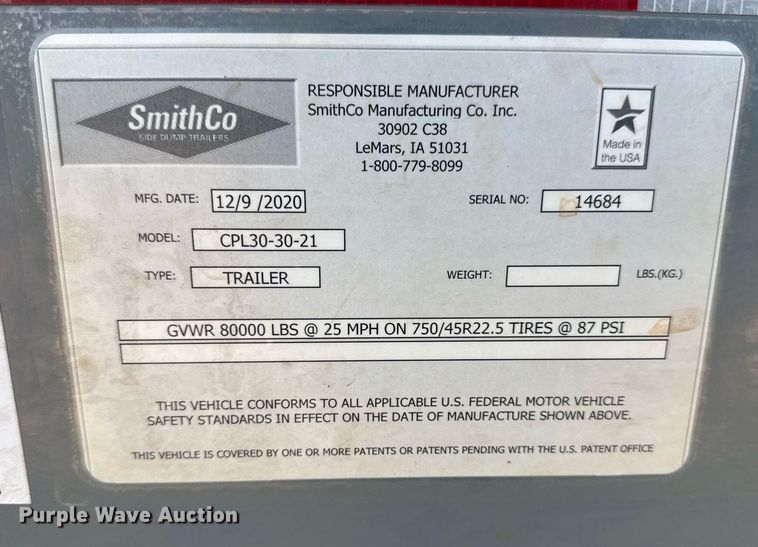 SmithCo
SIDE DUMP TRAILERS
RESPONSIBLE MANUFACTURER
SmithCo Manufacturing Co. Inc.
30902 C38
LeMars, IA 51031
1-800-779-8099
Made in
the USA
MFG. DATE: 12/9 /2020
SERIAL NO: 14684
MODEL: CPL30-30-21
TYPE: TRAILER
WEIGHT: LBS.(KG.)
GVWR 80000 LBS @ 25 MPH ON 750/45R22.5 TIRES @ 87 PSI
THIS VEHICLE CONFORMS TO ALL APPLICABLE U.S. FEDERAL MOTOR VEHICLE
SAFETY STANDARDS IN EFFECT ON THE DATE OF MANUFACTURE SHOWN ABOVE.
THIS VEHICLE IS COVERED BY ONE OR MORE PATENTS OR PATENTS PENDING WITH THE U.S. PATENT OFFICE
Purple Wave Auction